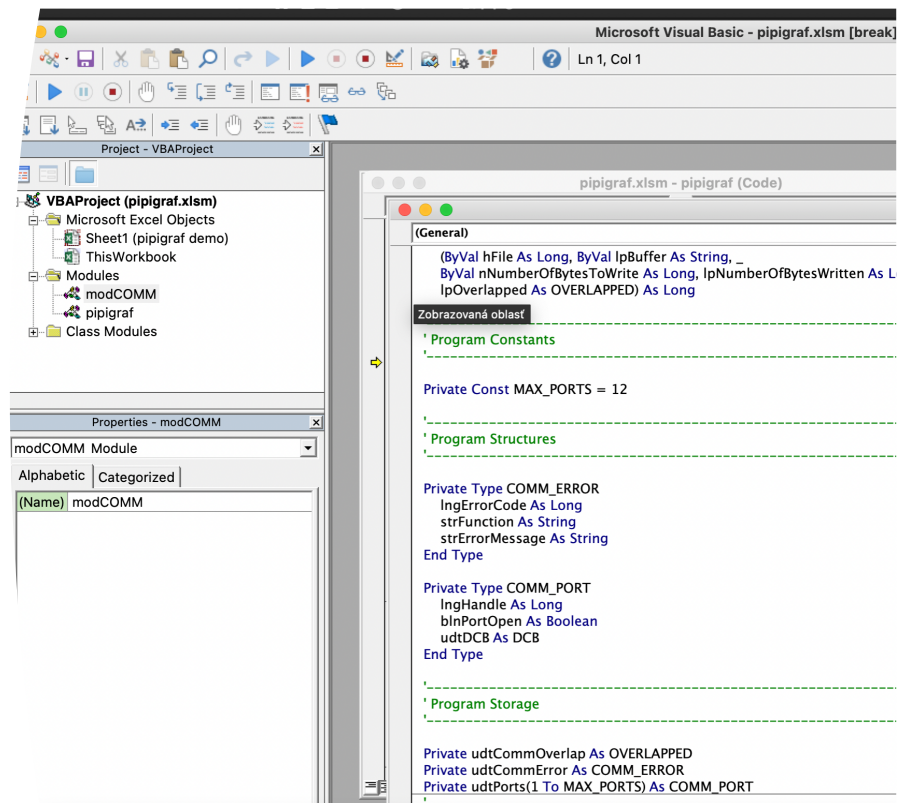 Microsoft Visual Basic - pipigraf.xlsm [break]
Ln 1, Col 1
Project - VBAProject
VBAProject (pipigraf.xlsm)
Microsoft Excel Objects
Sheet1 (pipigraf demo)
ThisWorkbook
Modules
modCOMM
pipigraf
Class Modules
Properties - modCOMM
modCOMM Module
Alphabetic Categorized
(Name) modCOMM
pipigraf.xlsm - pipigraf (Code)
(General)
(ByVal hFile As Long, ByVal lpBuffer As String, _
ByVal nNumberOfBytesToWrite As Long, lpNumberOfBytesWritten As L
lpOverlapped As OVERLAPPED) As Long
Zobrazovaná oblasť
'-----------------------------------------------
' Program Constants
'-----------------------------------------------
Private Const MAX_PORTS = 12
'-----------------------------------------------
' Program Structures
'-----------------------------------------------
Private Type COMM_ERROR
lngErrorCode As Long
strFunction As String
strErrorMessage As String
End Type
Private Type COMM_PORT
lngHandle As Long
blnPortOpen As Boolean
udtDCB As DCB
End Type
'-----------------------------------------------
' Program Storage
'-----------------------------------------------
Private udtCommOverlap As OVERLAPPED
Private udtCommError As COMM_ERROR
Private udtPorts(1 To MAX_PORTS) As COMM_PORT